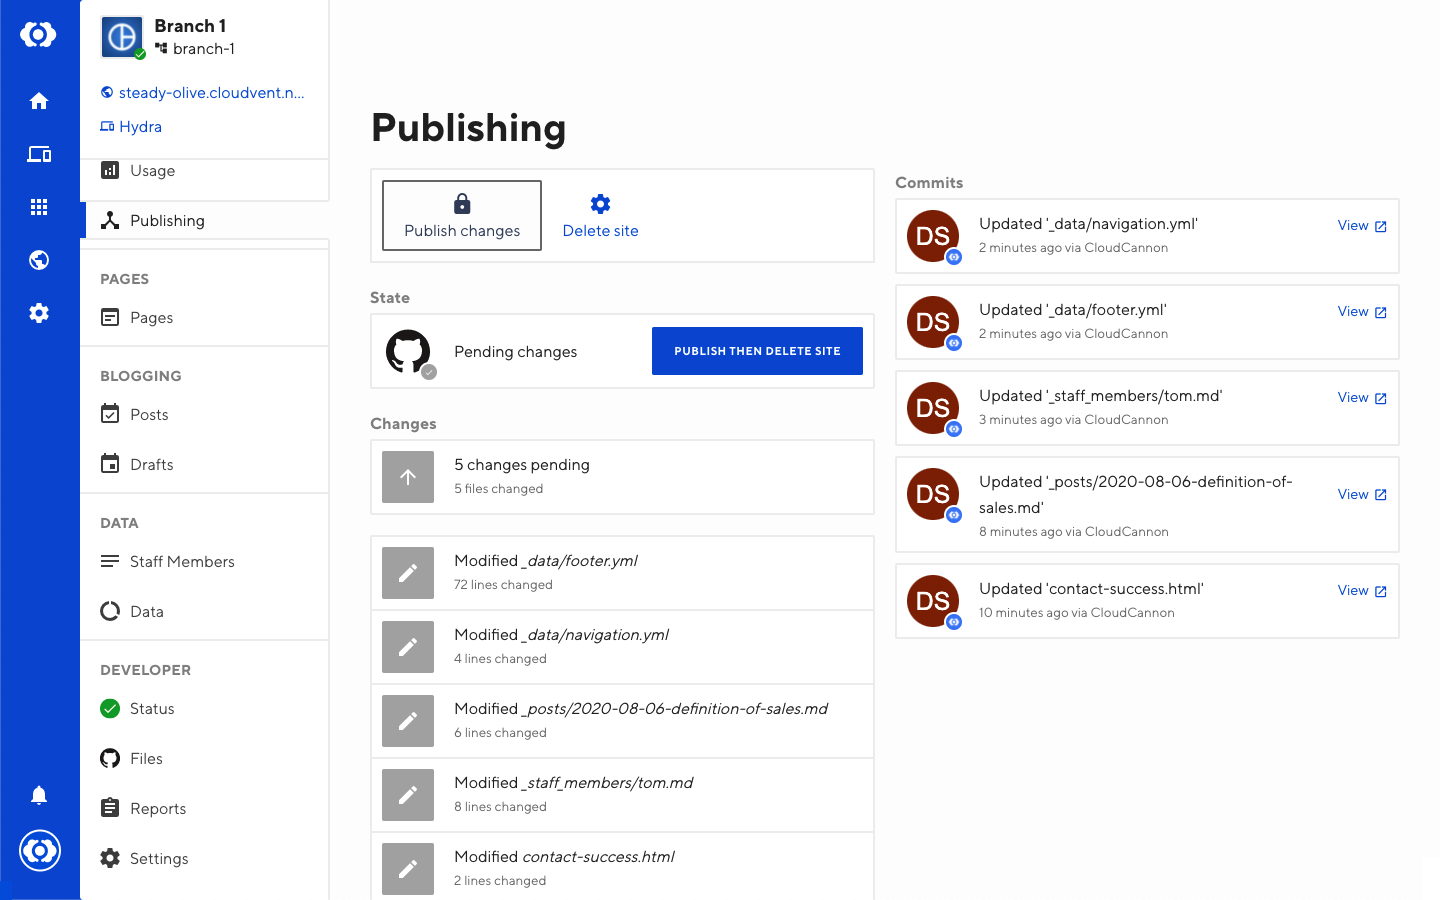 Branch 1
branch-1
steady-olive.cloudvent.n...
Hydra
Usage
Publishing
PAGES
Pages
BLOGGING
Posts
Drafts
DATA
Staff Members
Data
DEVELOPER
Status
Files
Reports
Settings
Publishing
Publish changes
Delete site
State
Pending changes
PUBLISH THEN DELETE SITE
Changes
5 changes pending
5 files changed
Modified _data/footer.yml
72 lines changed
Modified _data/navigation.yml
4 lines changed
Modified _posts/2020-08-06-definition-of-sales.md
6 lines changed
Modified _staff_members/tom.md
8 lines changed
Modified contact-success.html
2 lines changed
Commits
DS
Updated '_data/navigation.yml'
2 minutes ago via CloudCannon
View
DS
Updated '_data/footer.yml'
2 minutes ago via CloudCannon
View
DS
Updated '_staff_members/tom.md'
3 minutes ago via CloudCannon
View
DS
Updated '_posts/2020-08-06-definition-of-
sales.md'
8 minutes ago via CloudCannon
View
DS
Updated 'contact-success.html'
10 minutes ago via CloudCannon
View